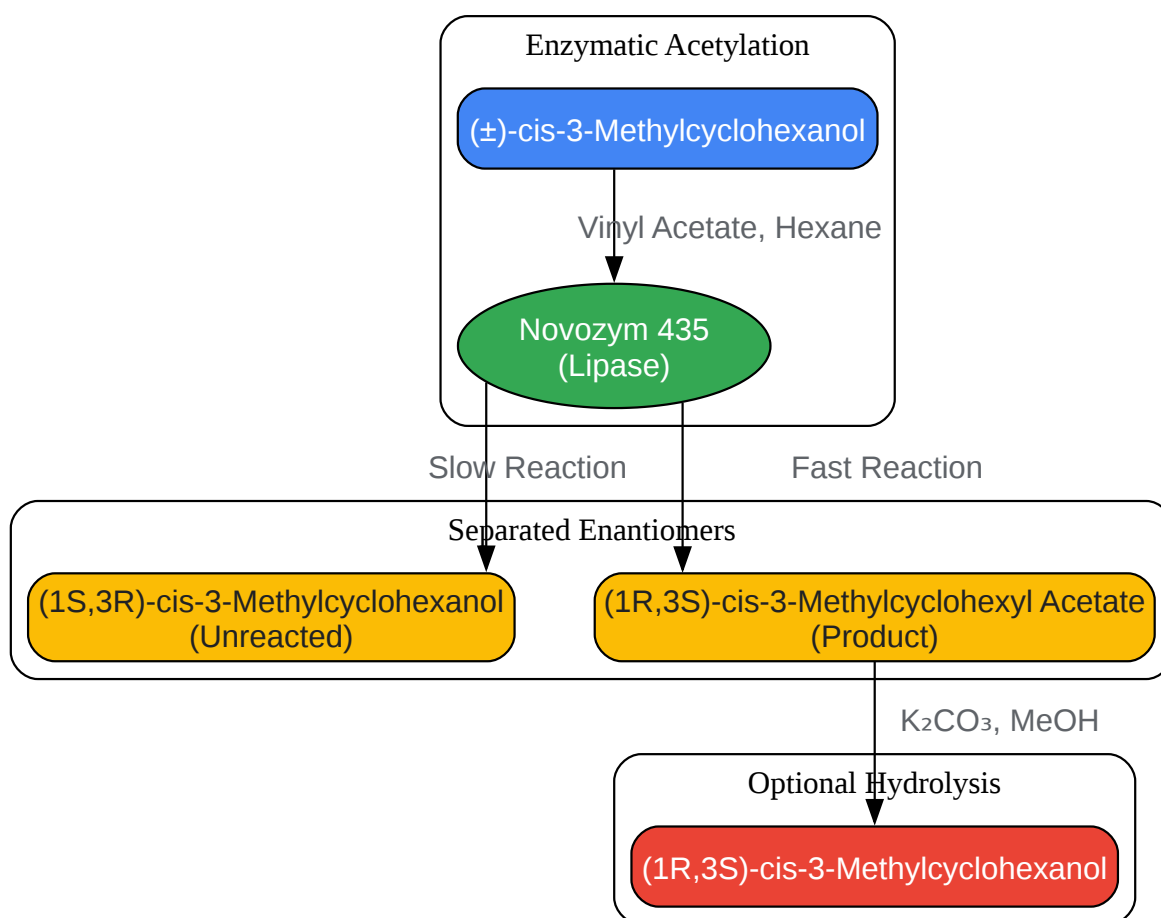 Enzymatic Acetylation
(±)-cis-3-Methylcyclohexanol
Vinyl Acetate, Hexane
Novozym 435
(Lipase)
Slow Reaction
Fast Reaction
Separated Enantiomers
(1S,3R)-cis-3-Methylcyclohexanol
(Unreacted)
(1R,3S)-cis-3-Methylcyclohexyl Acetate
(Product)
K₂CO₃, MeOH
Optional Hydrolysis
(1R,3S)-cis-3-Methylcyclohexanol